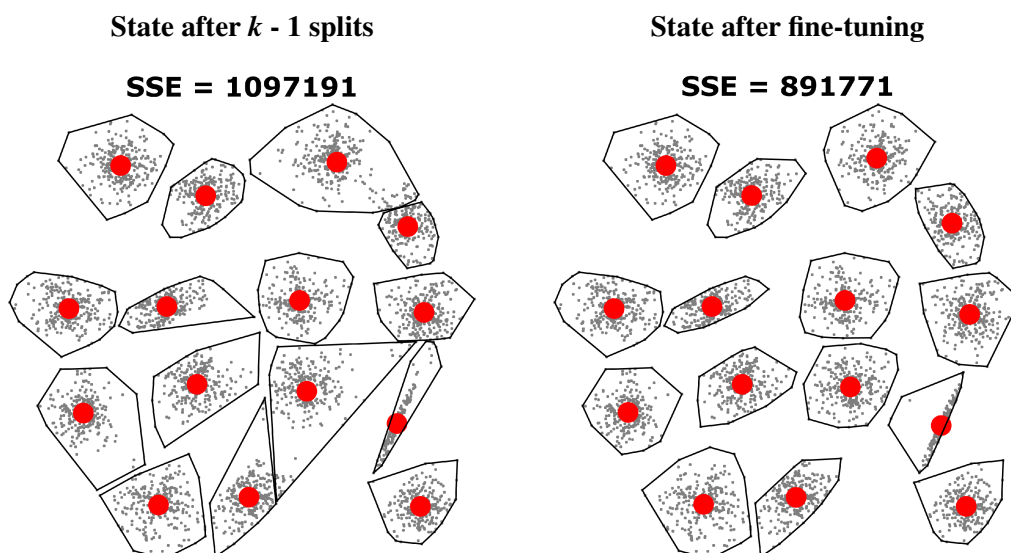 State after k - 1 splits
State after fine-tuning
SSE = 1097191
SSE = 891771